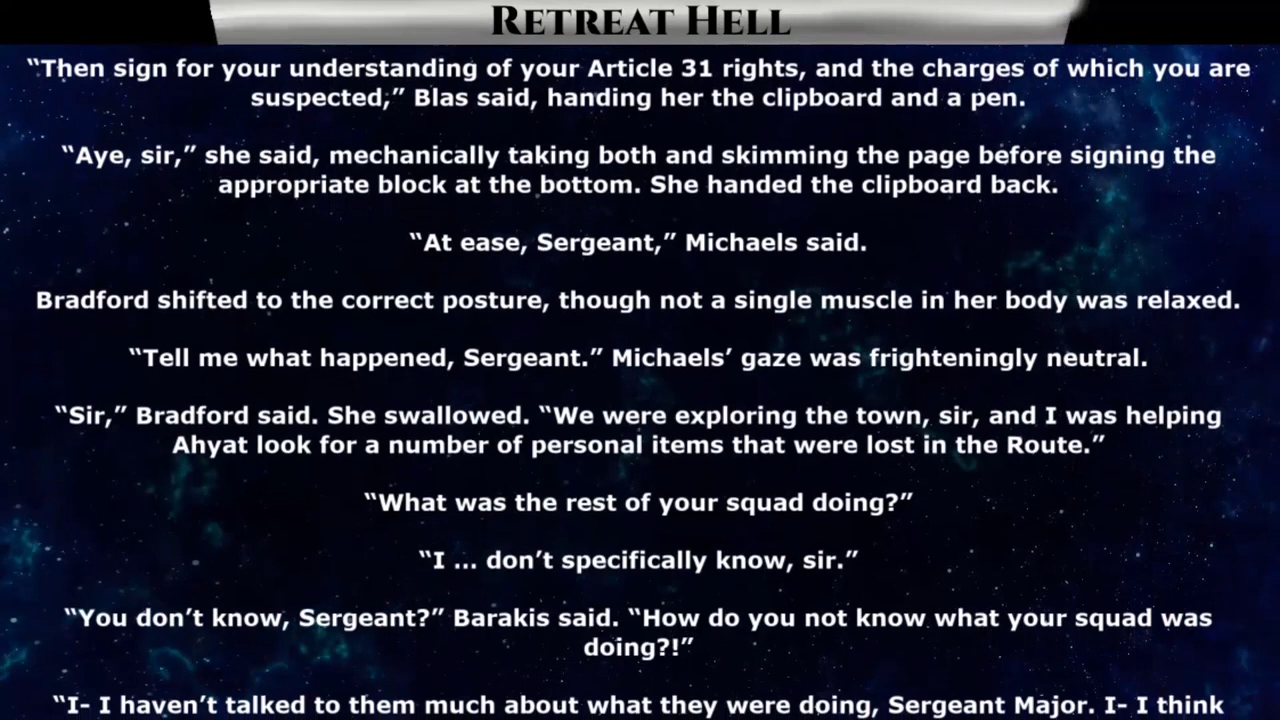 RETREAT HELL
“Then sign for your understanding of your Article 31 rights, and the charges of which you are
suspected,” Blas said, handing her the clipboard and a pen.
“Aye, sir,” she said, mechanically taking both and skimming the page before signing the
appropriate block at the bottom. She handed the clipboard back.
“At ease, Sergeant,” Michaels said.
Bradford shifted to the correct posture, though not a single muscle in her body was relaxed.
“Tell me what happened, Sergeant.” Michaels’ gaze was frighteningly neutral.
“Sir,” Bradford said. She swallowed. “We were exploring the town, sir, and I was helping
Ahyat look for a number of personal items that were lost in the Route.”
“What was the rest of your squad doing?”
“I ... don’t specifically know, sir.”
“You don’t know, Sergeant?” Barakis said. “How do you not know what your squad was
doing?!”
“I- I haven’t talked to them much about what they were doing, Sergeant Major. I- I think